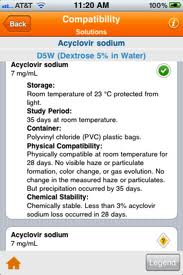 AT&T
11:20 AM
Back
Compatibility
Solutions
Acyclovir sodium
D5W (Dextrose 5% in Water)
Acyclovir sodium
7 mg/mL
Storage:
Room temperature of 23 °C protected from
light.
Study Period:
35 days at room temperature.
Container:
Polyvinyl chloride (PVC) plastic bags.
Physical Compatibility:
Physically compatible at room temperature for
28 days. No visible haze or particulate
formation, color change, or gas evolution. No
change in the measured haze or particulates.
But precipitation occurred by 35 days.
Chemical Stability:
Chemically stable. Less than 3% acyclovir
sodium loss occurred in 28 days.
Acyclovir sodium
7 mg/mL
?
Legend